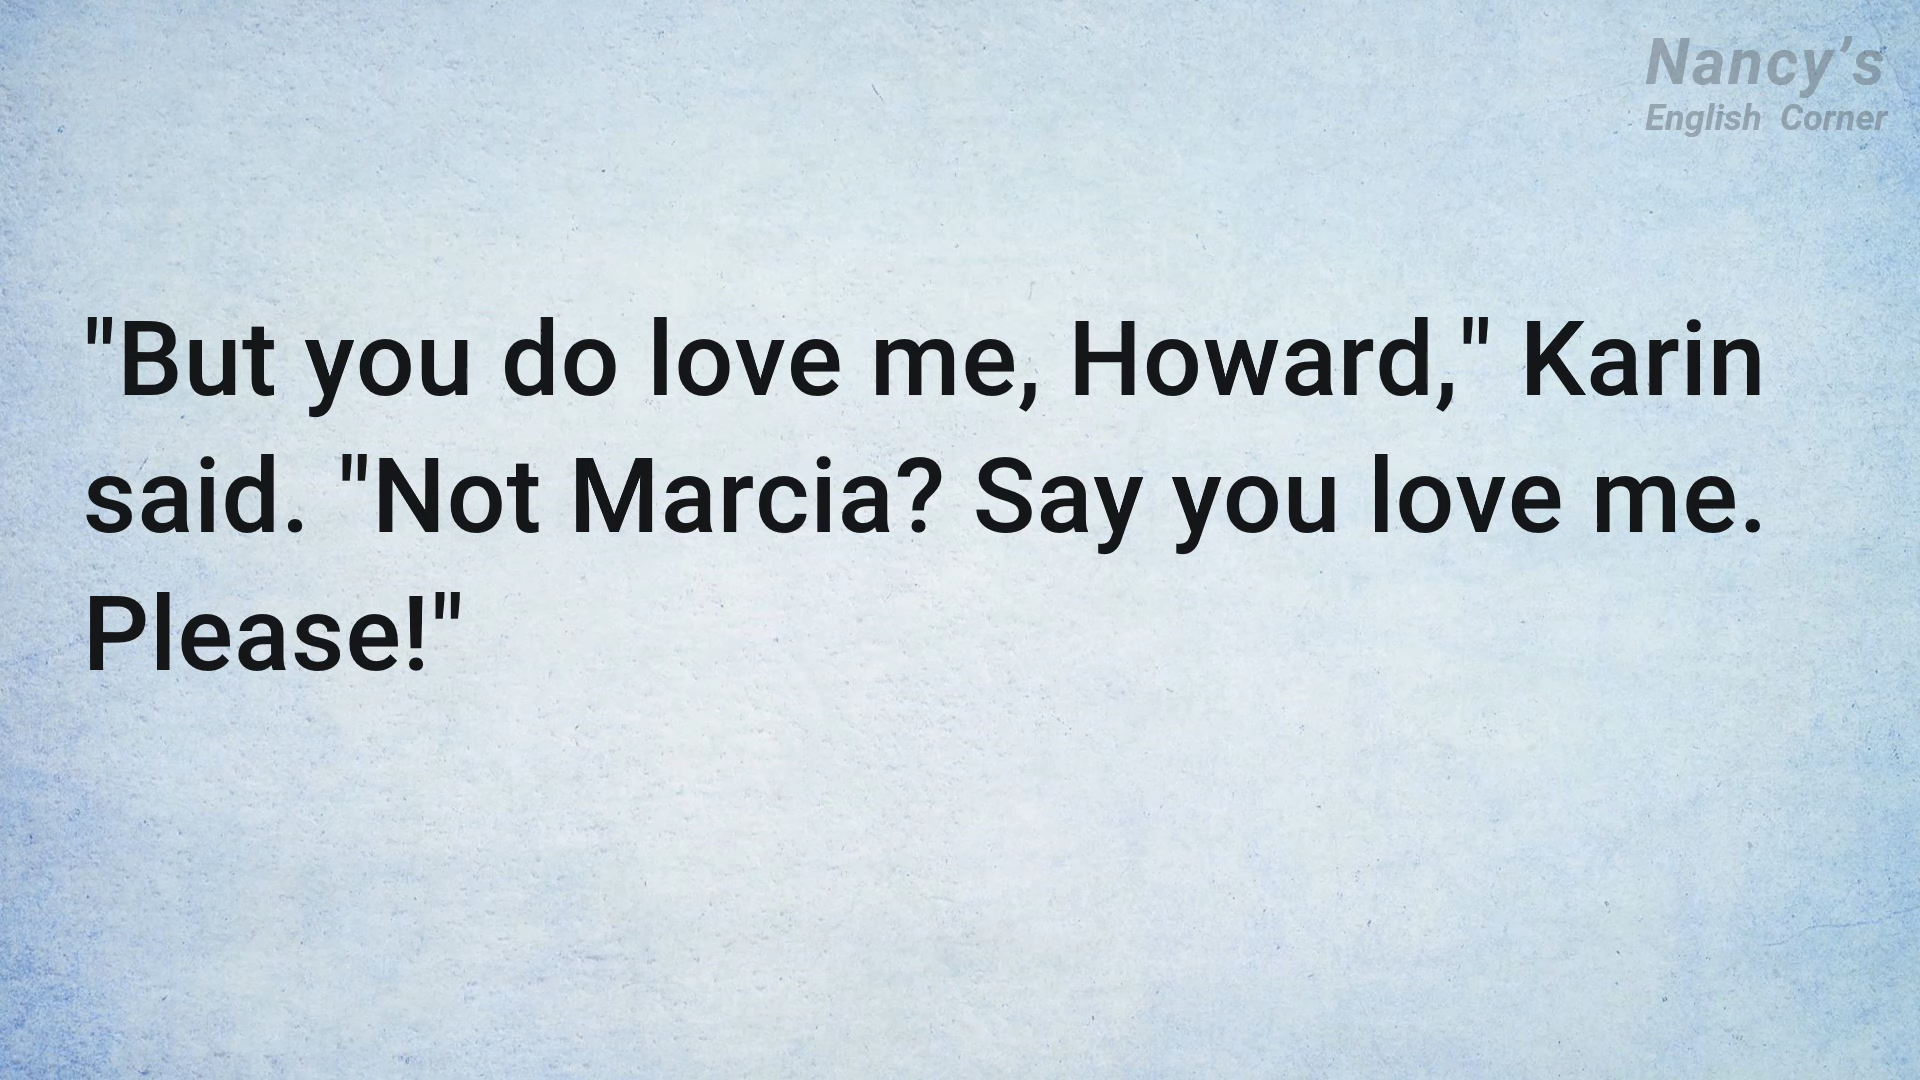 Nancy’s
English Corner
"But you do love me, Howard," Karin
said. "Not Marcia? Say you love me.
Please!"